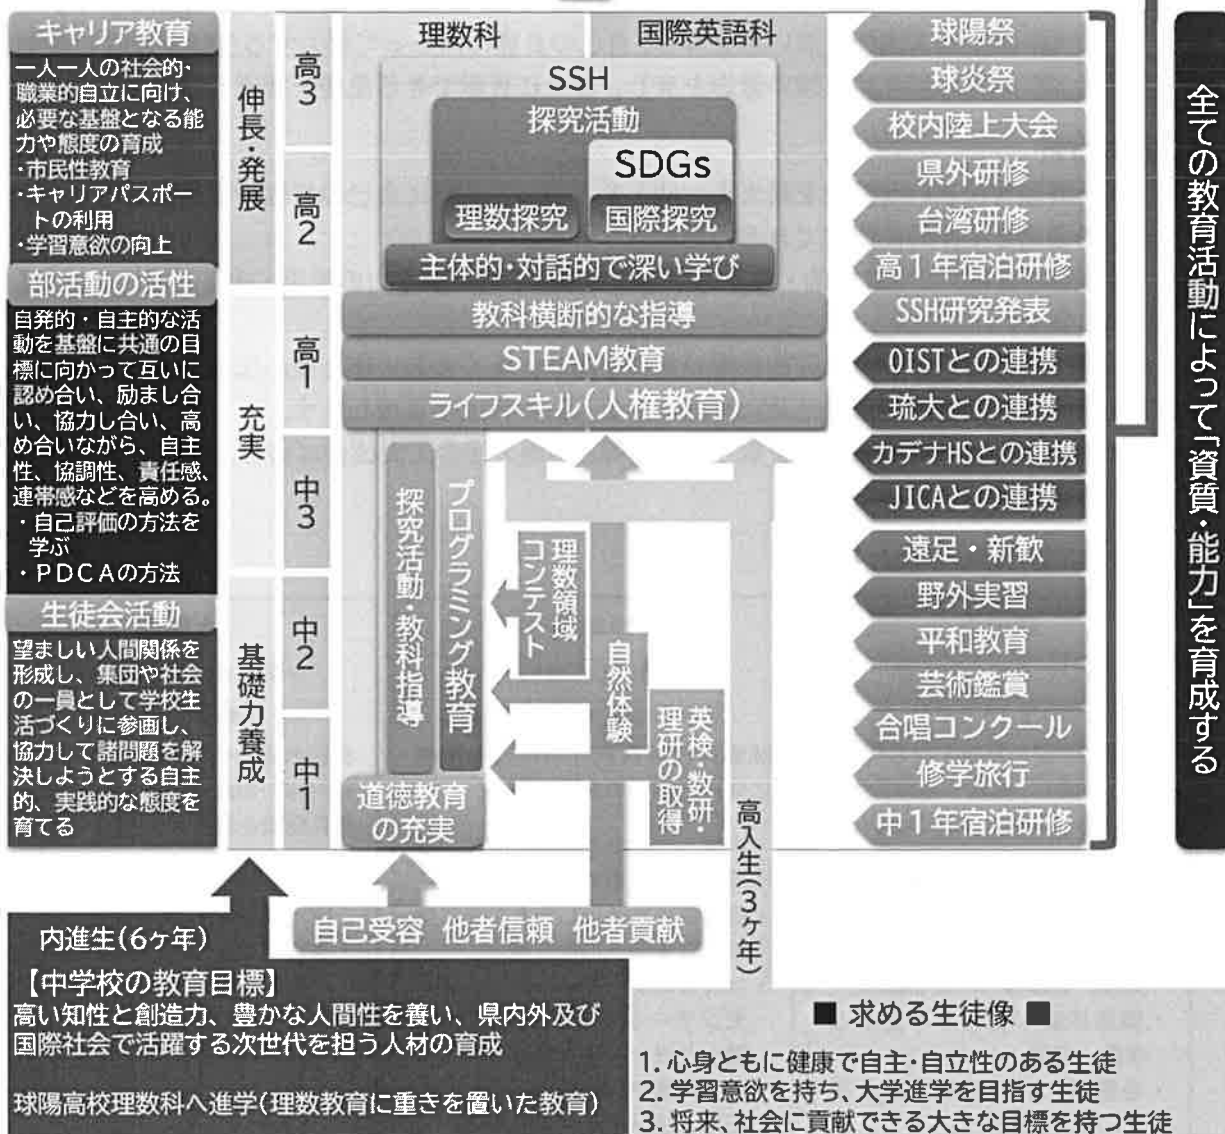 キャリア教育
一人一人の社会的・
職業的自立に向け、
必要な基盤となる能
力や態度の育成
・市民性教育
・キャリアパスポー
トの利用
・学習意欲の向上
部活動の活性
自発的・自主的な活
動を基盤に共通の目
標に向かって互いに
認め合い、励まし合
い、協力し合い、高
め合いながら、自主
性、協調性、責任感、
連帯感などを高める。
・自己評価の方法を
学ぶ
・PDCAの方法
生徒会活動
望ましい人間関係を
形成し、集団や社会
の一員として学校生
活づくりに参画し、
協力して諸問題を解
決しようとする自主
的、実践的な態度を
育てる
伸長・発展
充実
基礎力養成
高3
高2
高1
中3
中2
中1
理数科
国際英語科
SSH
探究活動
SDGs
理数探究
国際探究
主体的・対話的で深い学び
教科横断的な指導
STEAM教育
ライフスキル(人権教育)
探究活動・教科指導
プログラミング教育
理数領域
コンテスト
自然体験
英検・数研・
理研の取得
道徳教育
の充実
高入生(3ヶ年)
球陽祭
球炎祭
校内陸上大会
県外研修
台湾研修
高1年宿泊研修
SSH研究発表
OISTとの連携
琉大との連携
カデナHSとの連携
JICAとの連携
遠足・新歓
野外実習
平和教育
芸術鑑賞
合唱コンクール
修学旅行
中1年宿泊研修
全ての教育活動によって「資質・能力」を育成する
自己受容 他者信頼 他者貢献
内進生(6ヶ年)
【中学校の教育目標】
高い知性と創造力、豊かな人間性を養い、県内外及び
国際社会で活躍する次世代を担う人材の育成
球陽高校理数科へ進学(理数教育に重きを置いた教育)
■ 求める生徒像 ■
1. 心身ともに健康で自主・自立性のある生徒
2. 学習意欲を持ち、大学進学を目指す生徒
3. 将来、社会に貢献できる大きな目標を持つ生徒